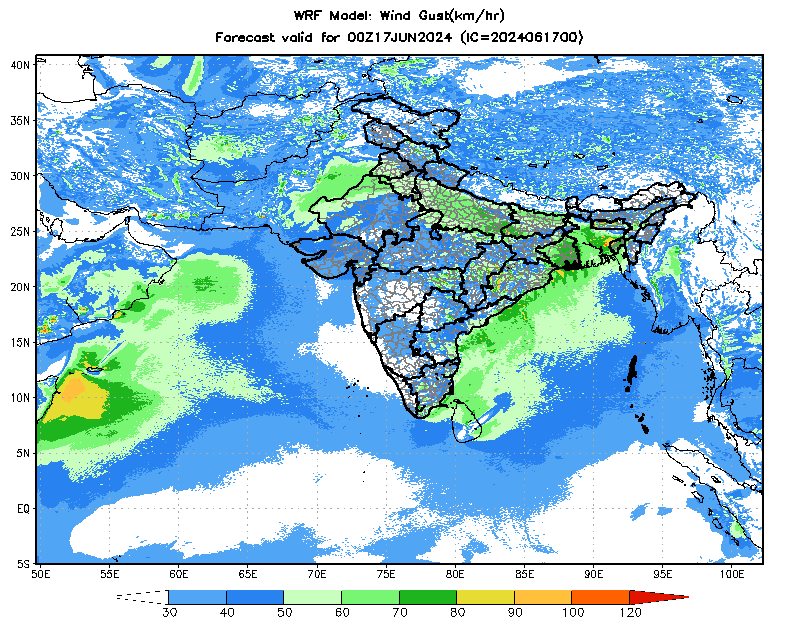 WRF Model: Wind Gust(km/hr)
Forecast valid for 00Z17JUN2024 (IC=2024061700)
40N
35N
30N
25N
20N
15N
10N
5N
EQ
5S
50E 55E 60E 65E 70E 75E 80E 85E 90E 95E 100E
30 40 50 60 70 80 90 100 120